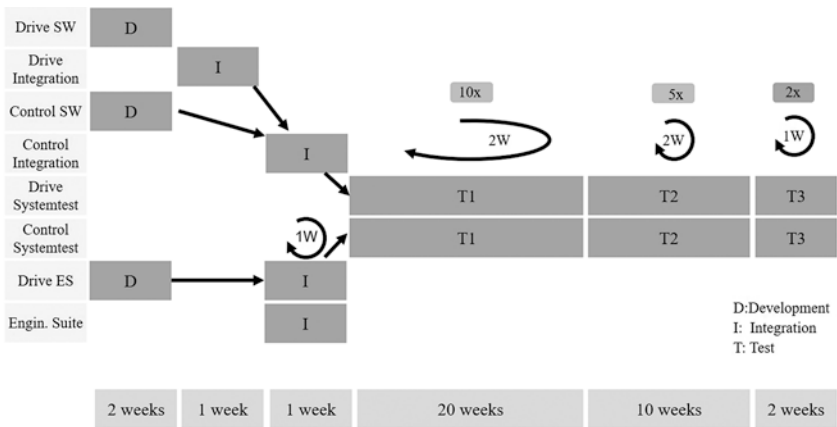 Drive SW
D
Drive
Integration
I
Control SW
D
10x
5x
2x
Control
Integration
I
2W
2W
1W
Drive
Systemtest
T1
T2
T3
Control
Systemtest
1W
T1
T2
T3
Drive ES
D
I
Engin. Suite
I
D:Development
I: Integration
T: Test
2 weeks
1 week
1 week
20 weeks
10 weeks
2 weeks